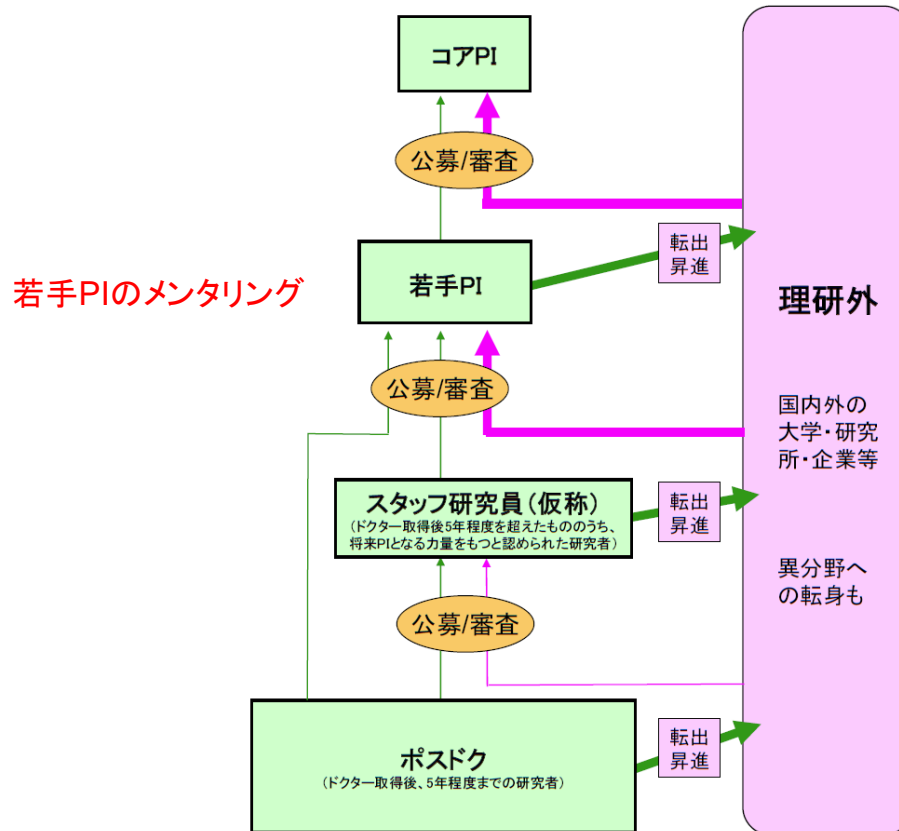 コアPI
公募/審査
転出
昇進
若手PI
若手PIのメンタリング
理研外
公募/審査
国内外の
大学・研究
所・企業等
スタッフ研究員(仮称)
(ドクター取得後5年程度を超えたもののうち、
将来PIとなる力量をもつと認められた研究者)
転出
昇進
異分野へ
の転身も
公募/審査
ポスドク
(ドクター取得後、5年程度までの研究者)
転出
昇進